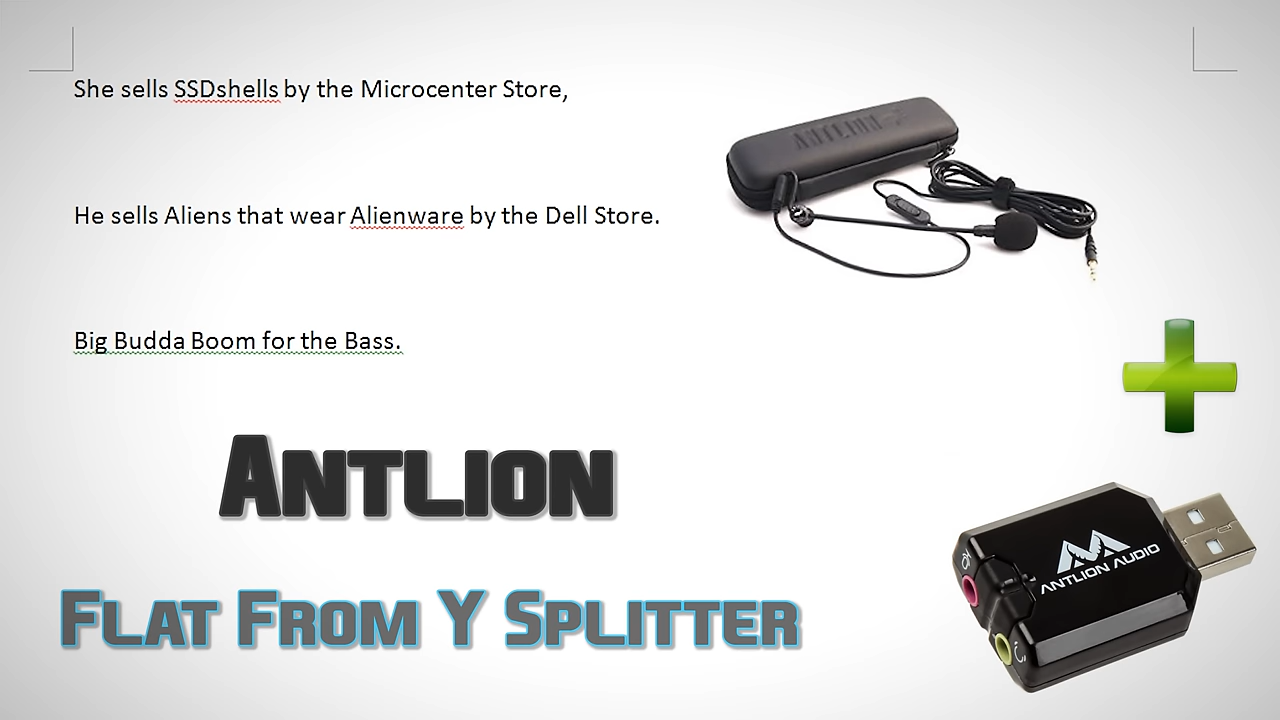 She sells SSDshells by the Microcenter Store,
He sells Aliens that wear Alienware by the Dell Store.
Big Budda Boom for the Bass.
ANTLION
ANTLION
FLAT FROM Y SPLITTER
ANTLION AUDIO